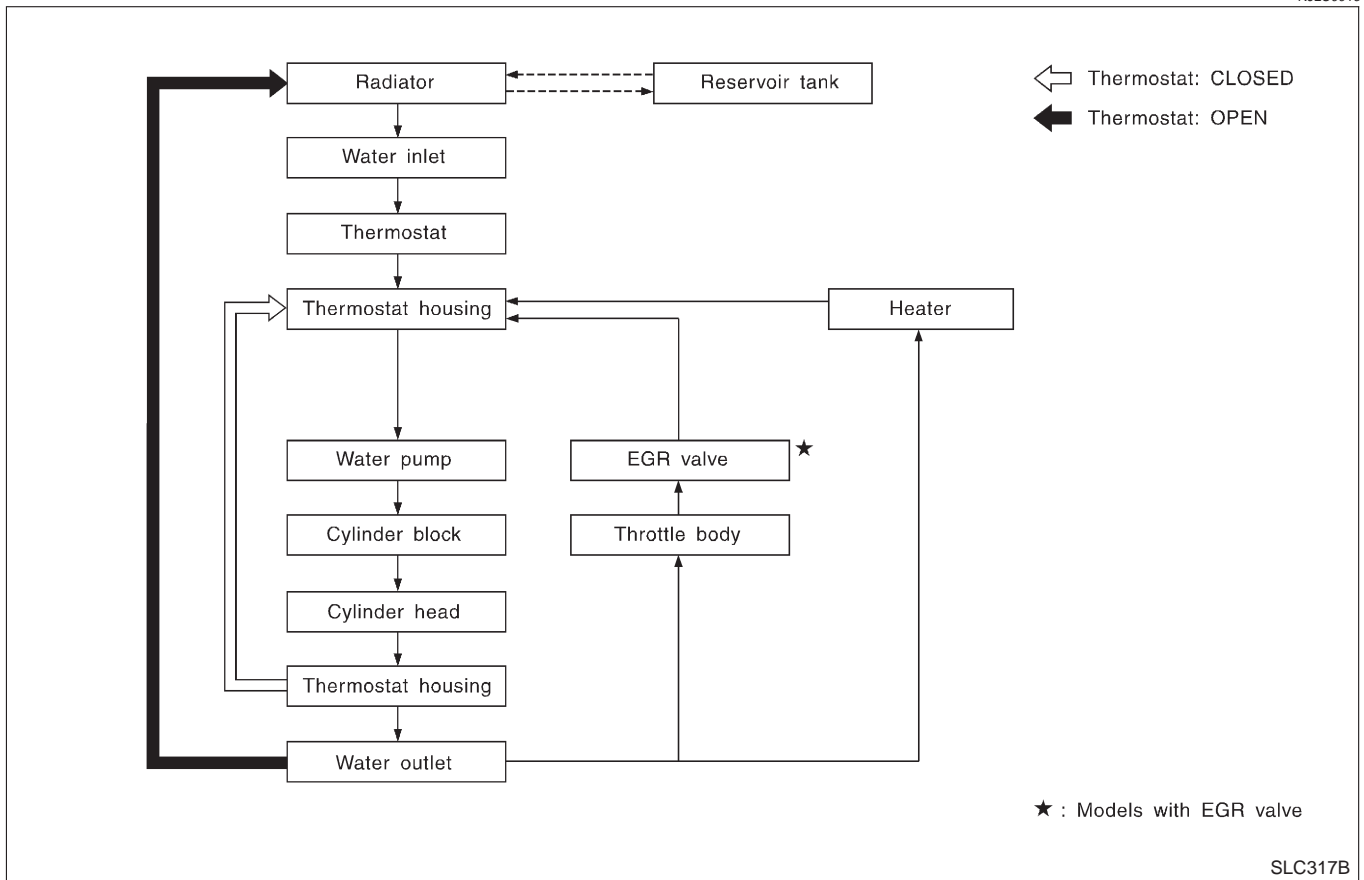 Radiator
Reservoir tank
Thermostat: CLOSED
Thermostat: OPEN
Water inlet
Thermostat
Thermostat housing
Heater
Water pump
EGR valve ★
Cylinder block
Throttle body
Cylinder head
Thermostat housing
Water outlet
★ : Models with EGR valve
SLC317B